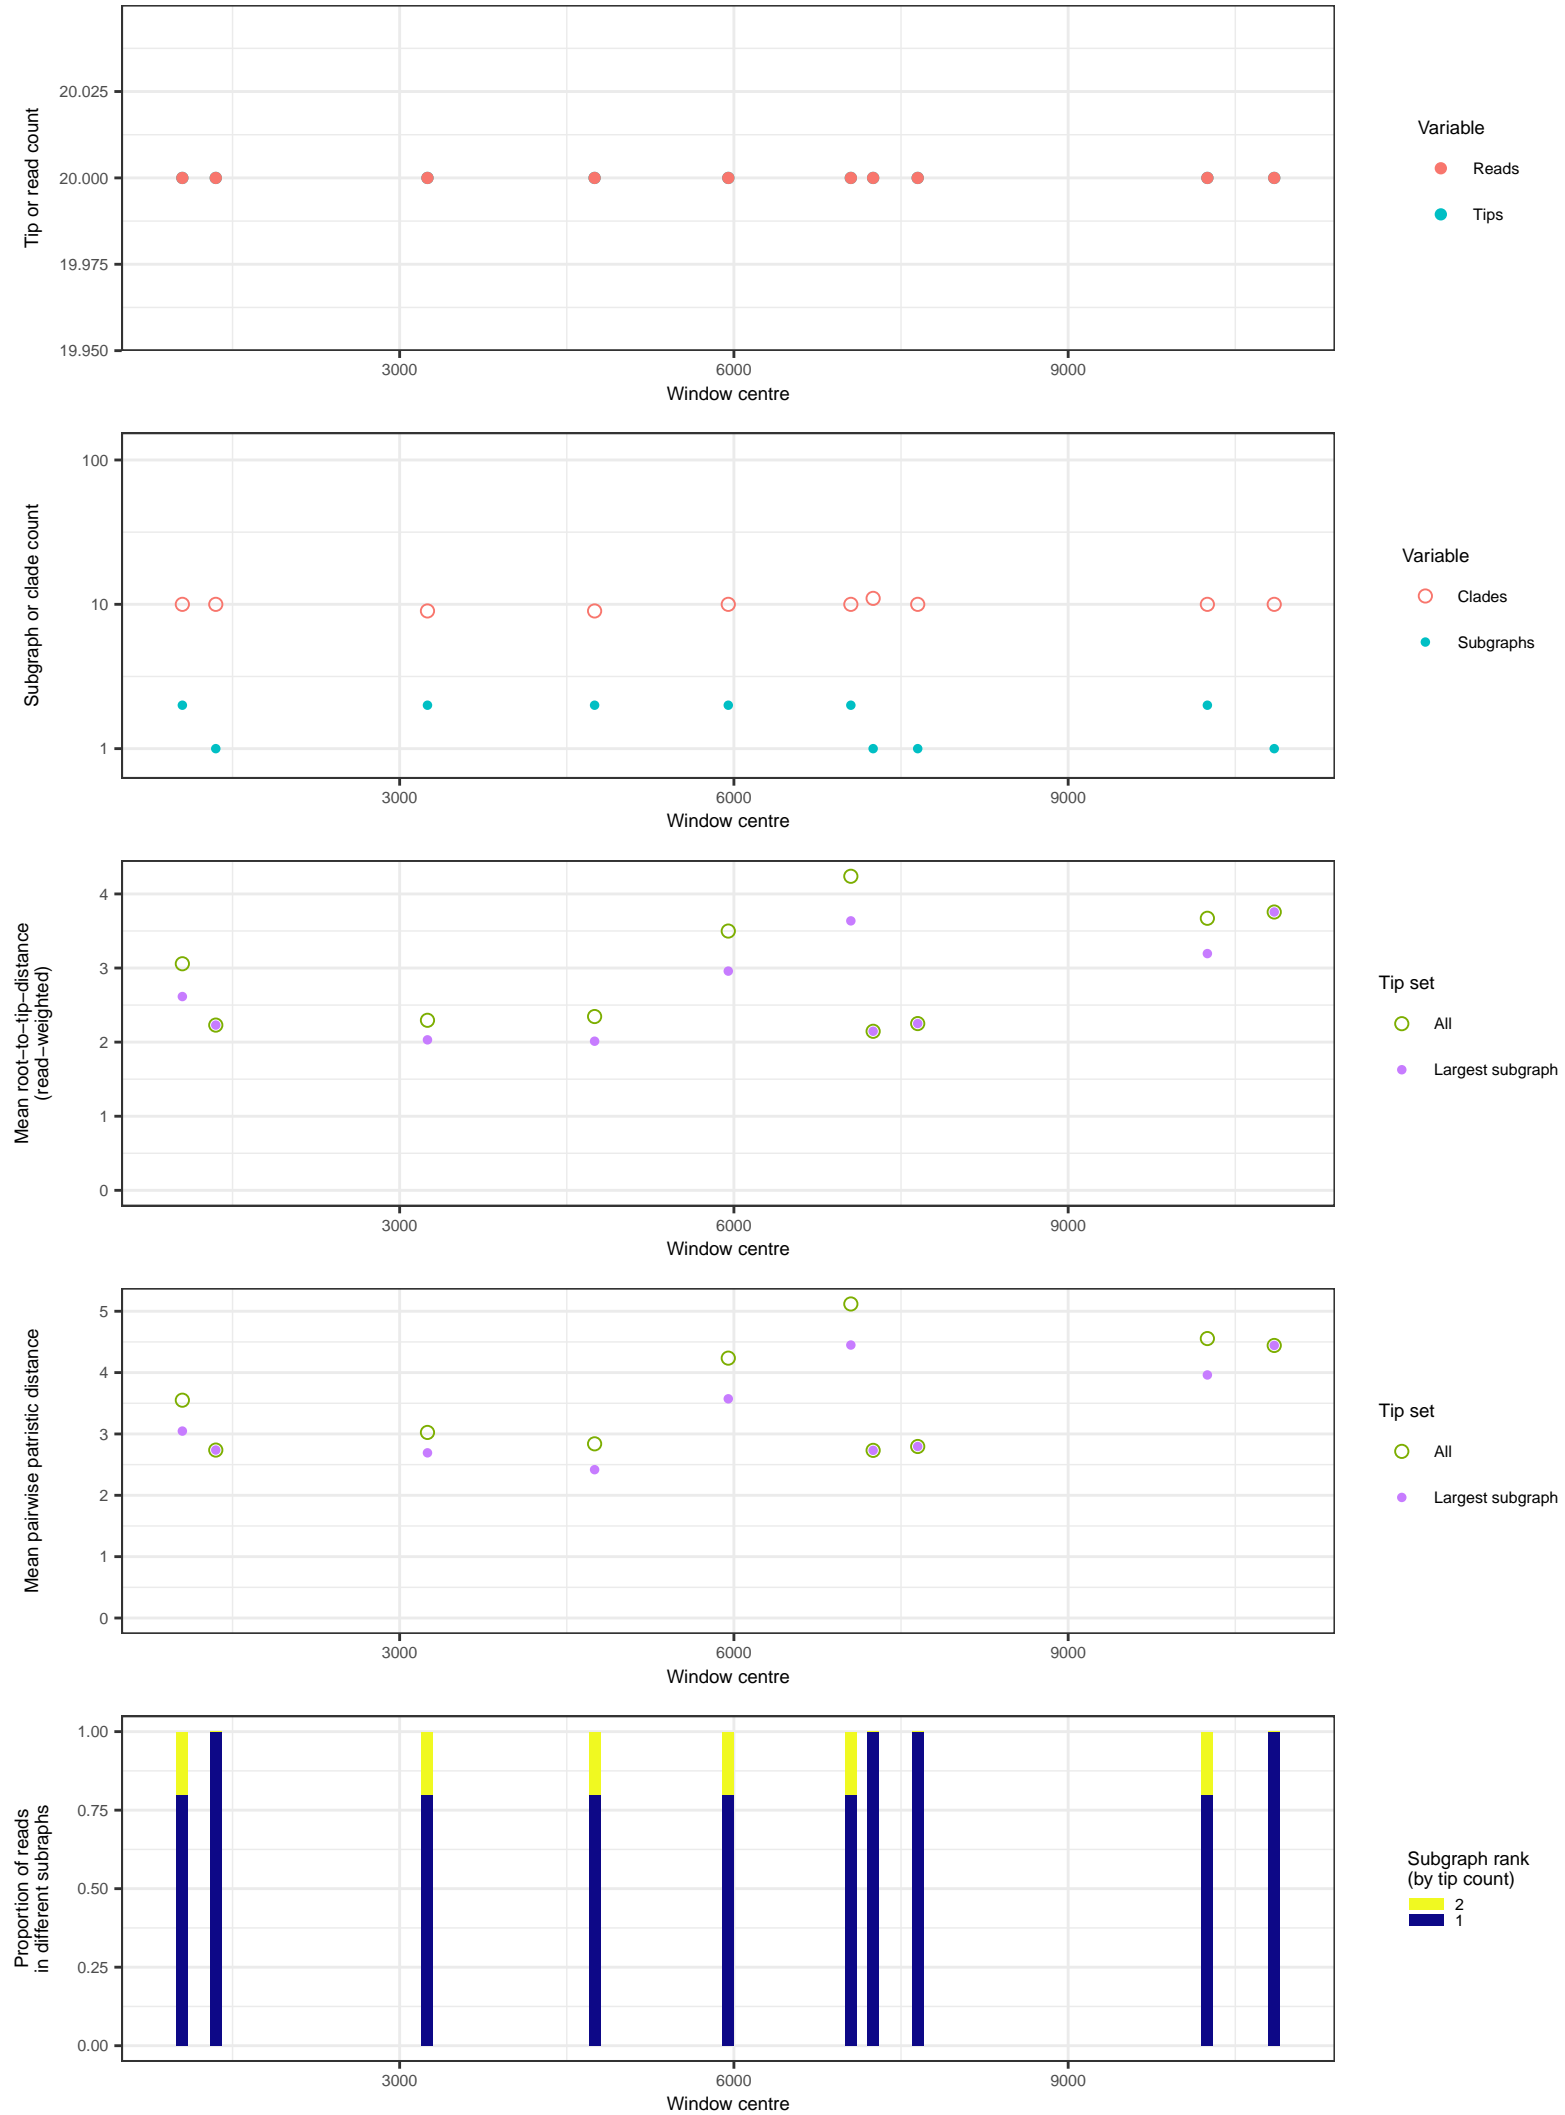 20.025
20.000
19.975
19.950
Tip or read count
3000 6000 9000
Window centre
Variable
Reads
Tips
100
10
1
Subgraph or clade count
3000 6000 9000
Window centre
Variable
Clades
Subgraphs
4
3
2
1
0
Mean root−to−tip−distance
(read−weighted)
3000 6000 9000
Window centre
Tip set
All
Largest subgraph
5
4
3
2
1
0
Mean pairwise patristic distance
3000 6000 9000
Window centre
Tip set
All
Largest subgraph
1.00
0.75
0.50
0.25
0.00
Proportion of reads
in different subraphs
3000 6000 9000
Window centre
Subgraph rank
(by tip count)
2
1